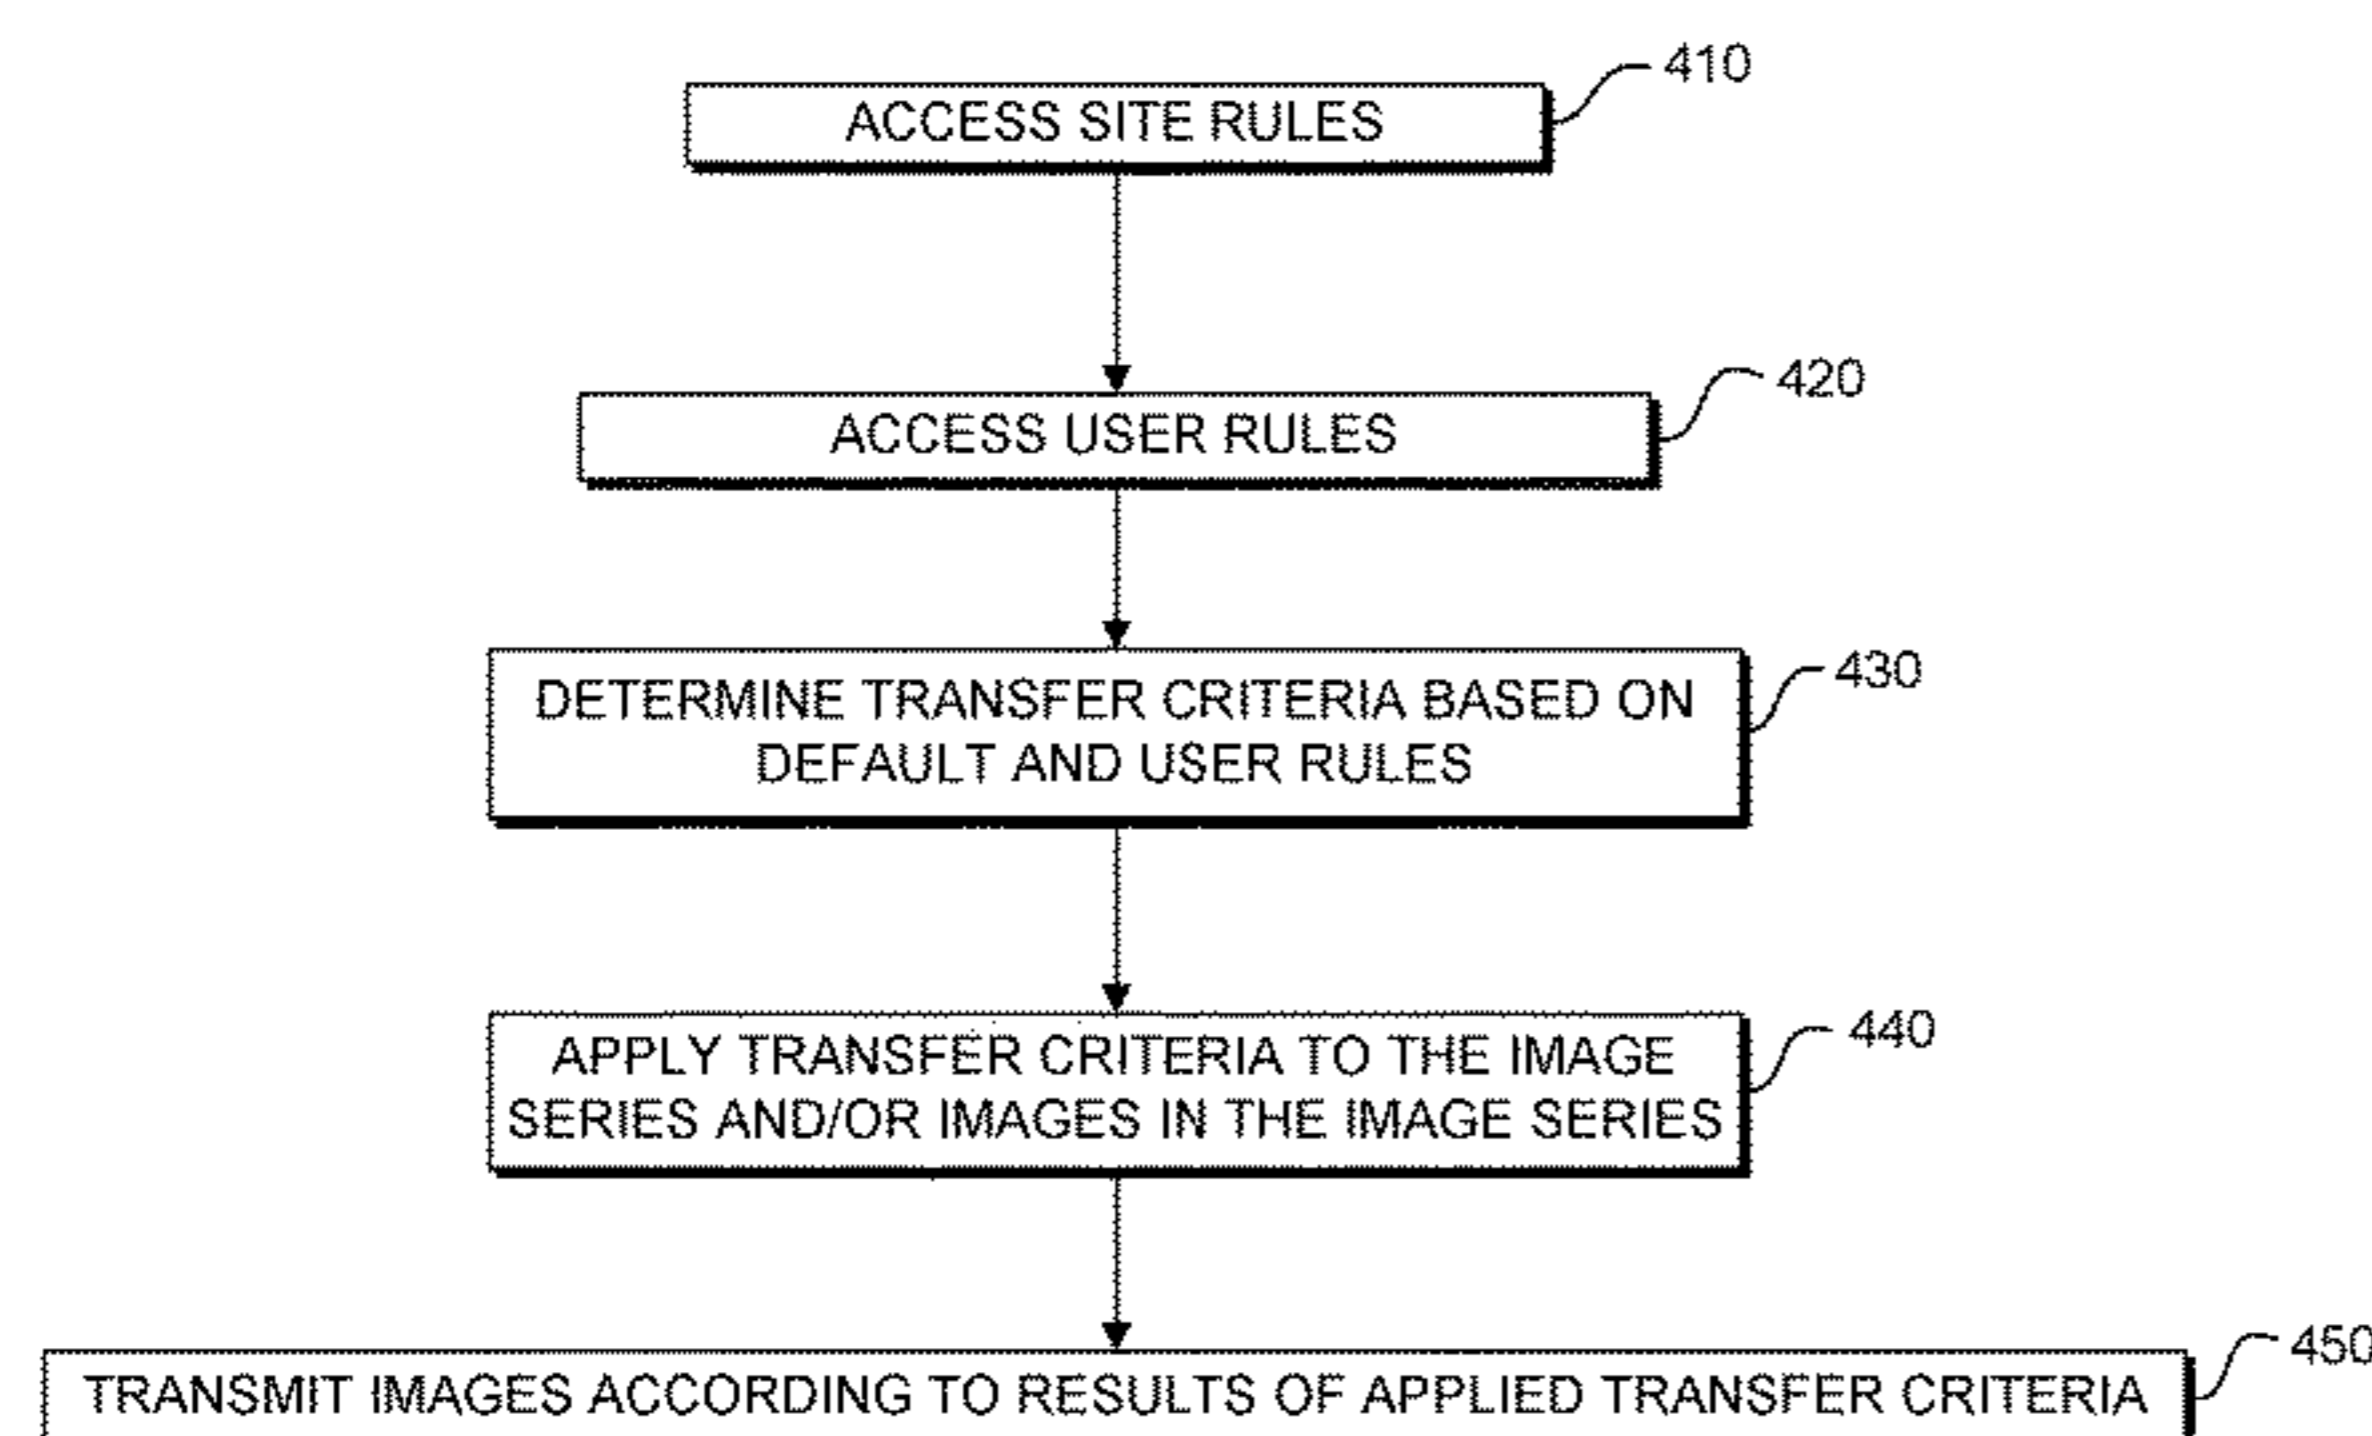 410
ACCESS SITE RULES
420
ACCESS USER RULES
430
DETERMINE TRANSFER CRITERIA BASED ON
DEFAULT AND USER RULES
440
APPLY TRANSFER CRITERIA TO THE IMAGE
SERIES AND/OR IMAGES IN THE IMAGE SERIES
450
TRANSMIT IMAGES ACCORDING TO RESULTS OF APPLIED TRANSFER CRITERIA